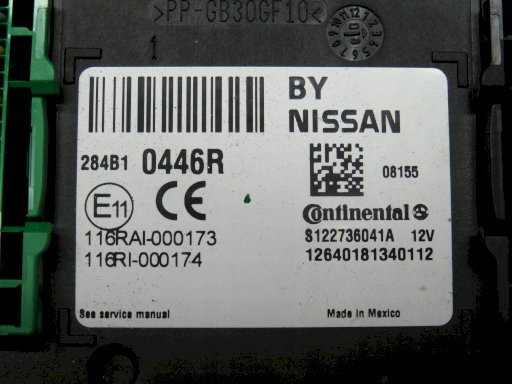 >PP-GB30GF10<
1
BY
NISSAN
284B1 0446R
08155
E11 CE
Continental
116RAI-000173
S122736041A 12V
116RI-000174
12640181340112
See service manual
Made in Mexico